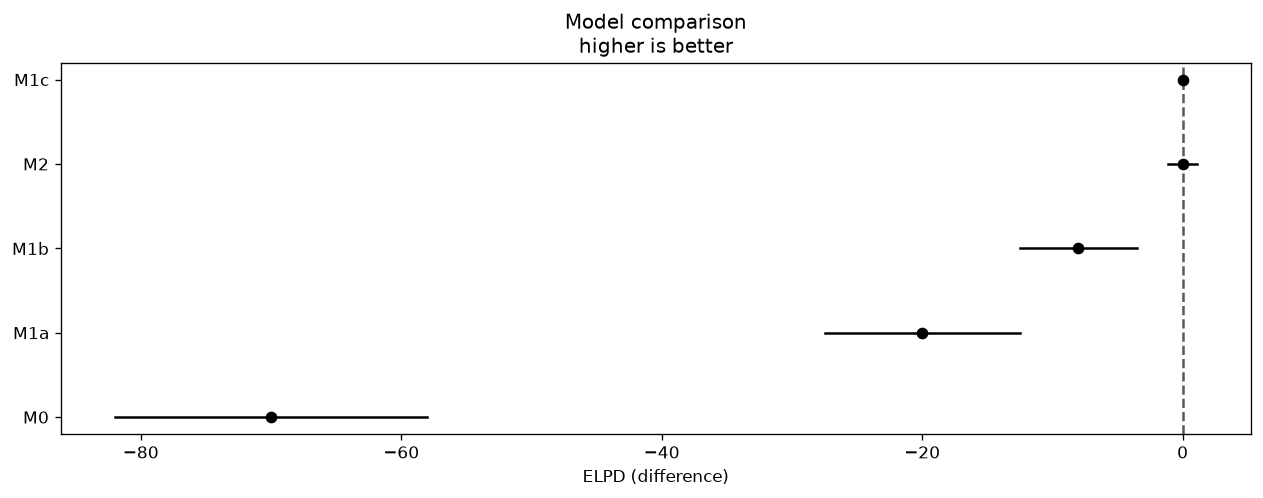 Model comparison
higher is better
M1c
M2
M1b
M1a
M0
−80 −60 −40 −20 0
ELPD (difference)